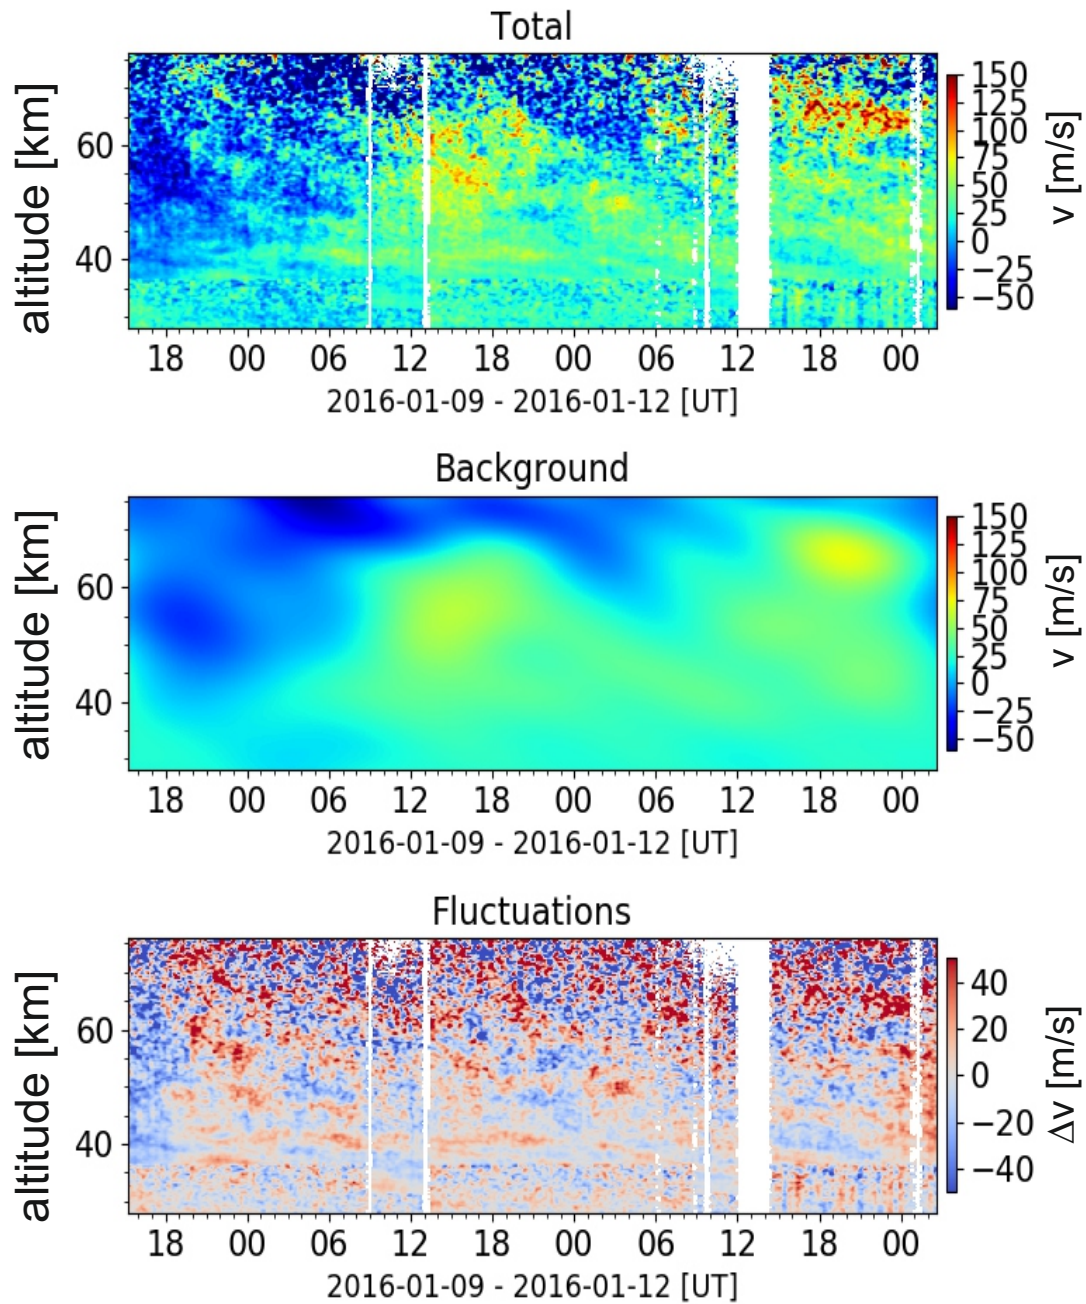 Total
altitude [km]
60
40
150
125
100
75
50
25
0
−25
−50
v [m/s]
18 00 06 12 18 00 06 12 18 00
2016-01-09 - 2016-01-12 [UT]
Background
altitude [km]
60
40
150
125
100
75
50
25
0
−25
−50
v [m/s]
18 00 06 12 18 00 06 12 18 00
2016-01-09 - 2016-01-12 [UT]
Fluctuations
altitude [km]
60
40
40
20
0
−20
−40
Δv [m/s]
18 00 06 12 18 00 06 12 18 00
2016-01-09 - 2016-01-12 [UT]